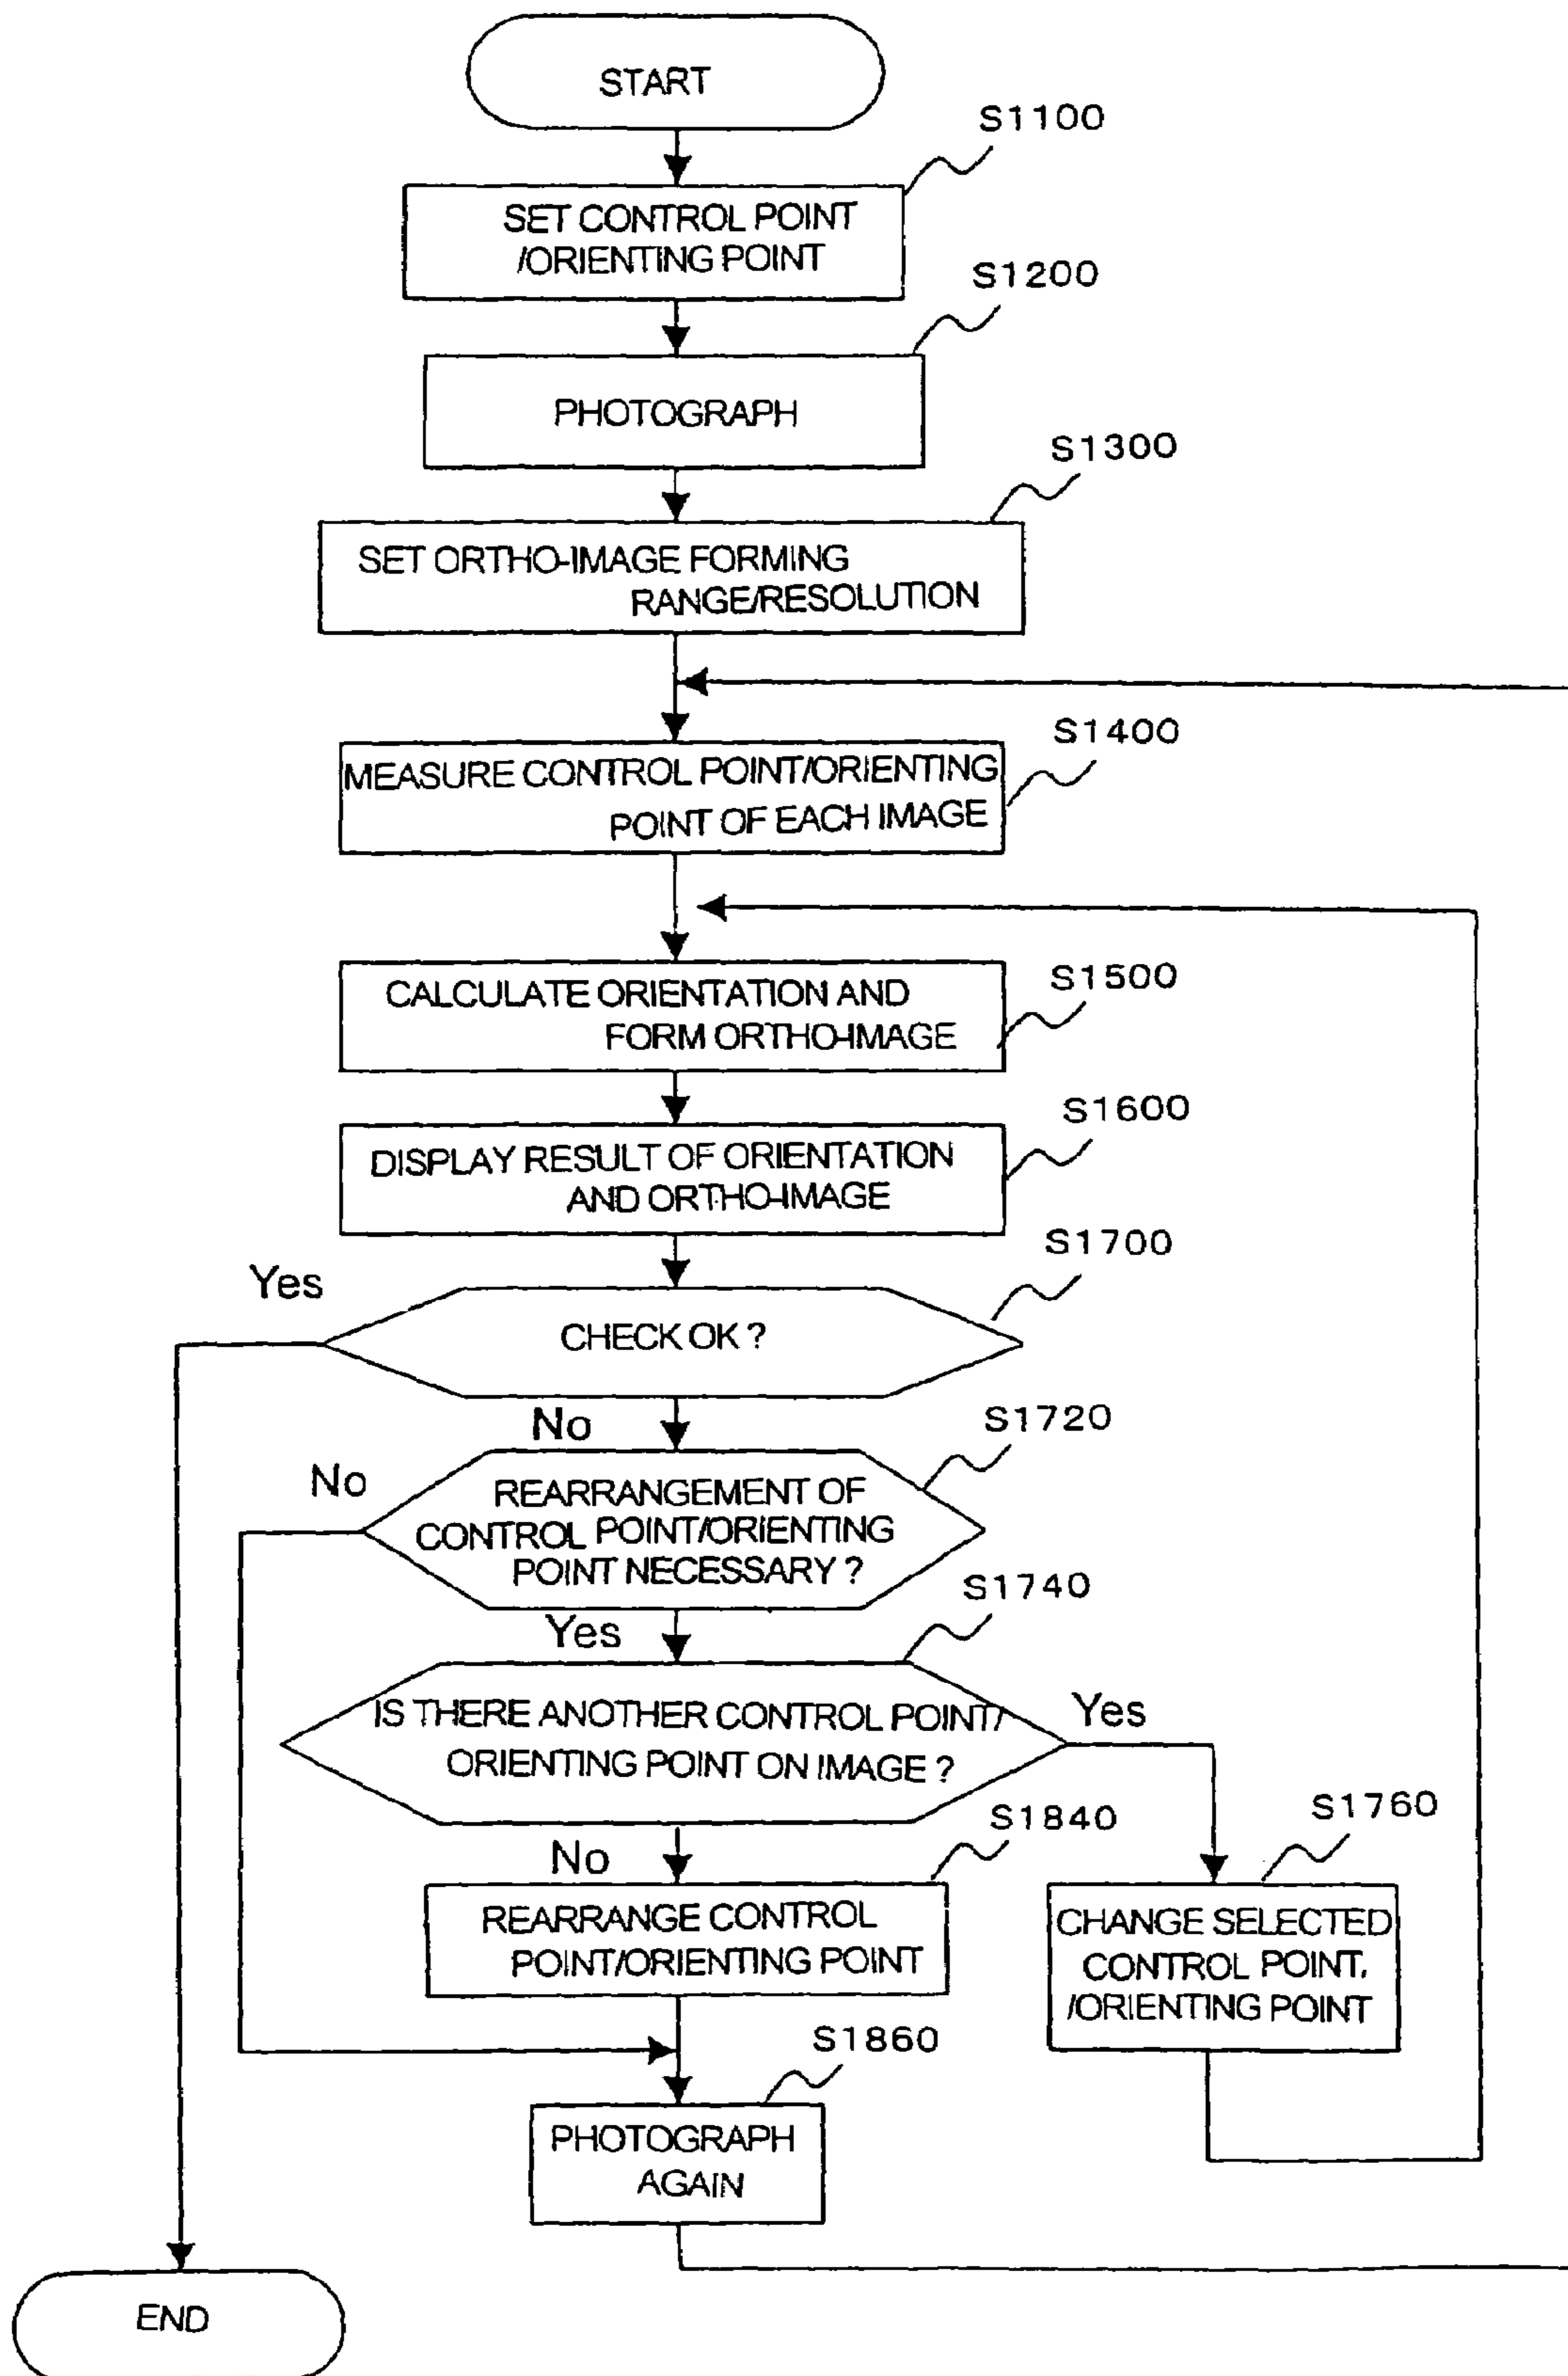 START
S1100
SET CONTROL POINT
/ORIENTING POINT
S1200
PHOTOGRAPH
S1300
SET ORTHO-IMAGE FORMING
RANGE/RESOLUTION
S1400
MEASURE CONTROL POINT/ORIENTING
POINT OF EACH IMAGE
S1500
CALCULATE ORIENTATION AND
FORM ORTHO-IMAGE
S1600
DISPLAY RESULT OF ORIENTATION
AND ORTHO-IMAGE
S1700
Yes
CHECK OK ?
No
S1720
No
REARRANGEMENT OF
CONTROL POINT/ORIENTING
POINT NECESSARY ?
S1740
Yes
IS THERE ANOTHER CONTROL POINT/
ORIENTING POINT ON IMAGE ?
Yes
S1840
No
REARRANGE CONTROL
POINT/ORIENTING POINT
S1760
CHANGE SELECTED
CONTROL POINT.
/ORIENTING POINT
S1860
PHOTOGRAPH
AGAIN
END